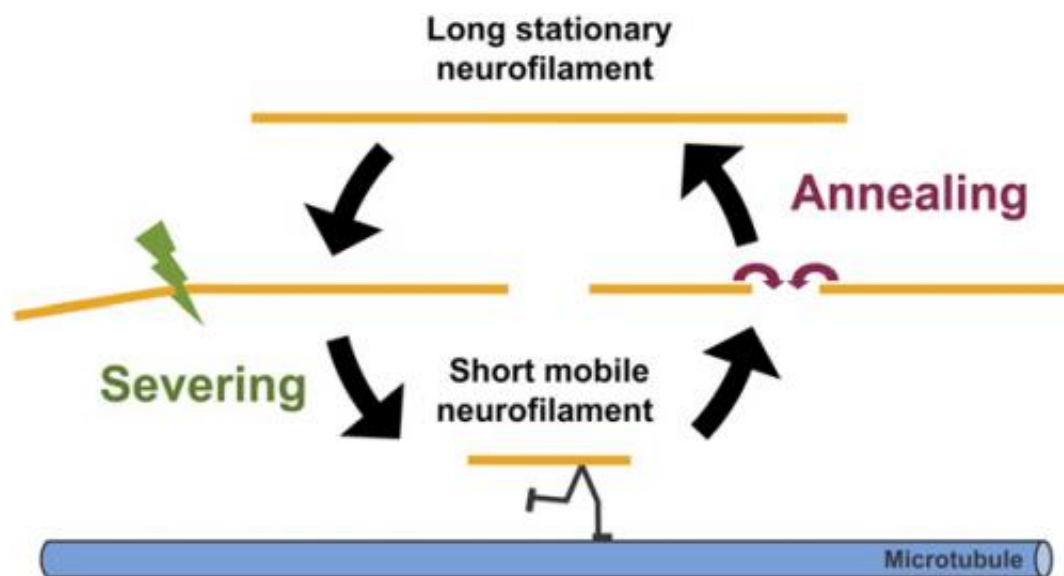 Long stationary
neurofilament
Annealing
Severing
Short mobile
neurofilament
Microtubule